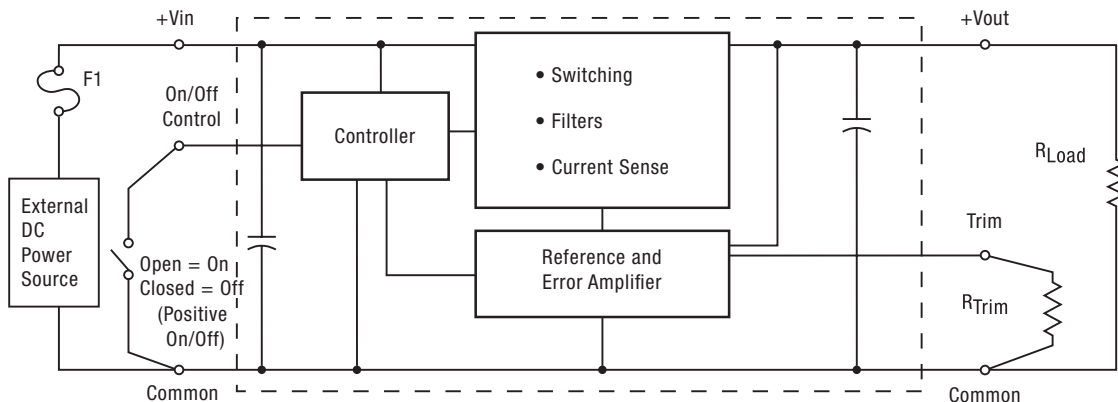 +Vin
+Vout
F1
On/Off
Control
Controller
• Switching
• Filters
• Current Sense
RLoad
External
DC
Power
Source
Open = On
Closed = Off
(Positive
On/Off)
Reference and
Error Amplifier
Trim
RTrim
Common
Common